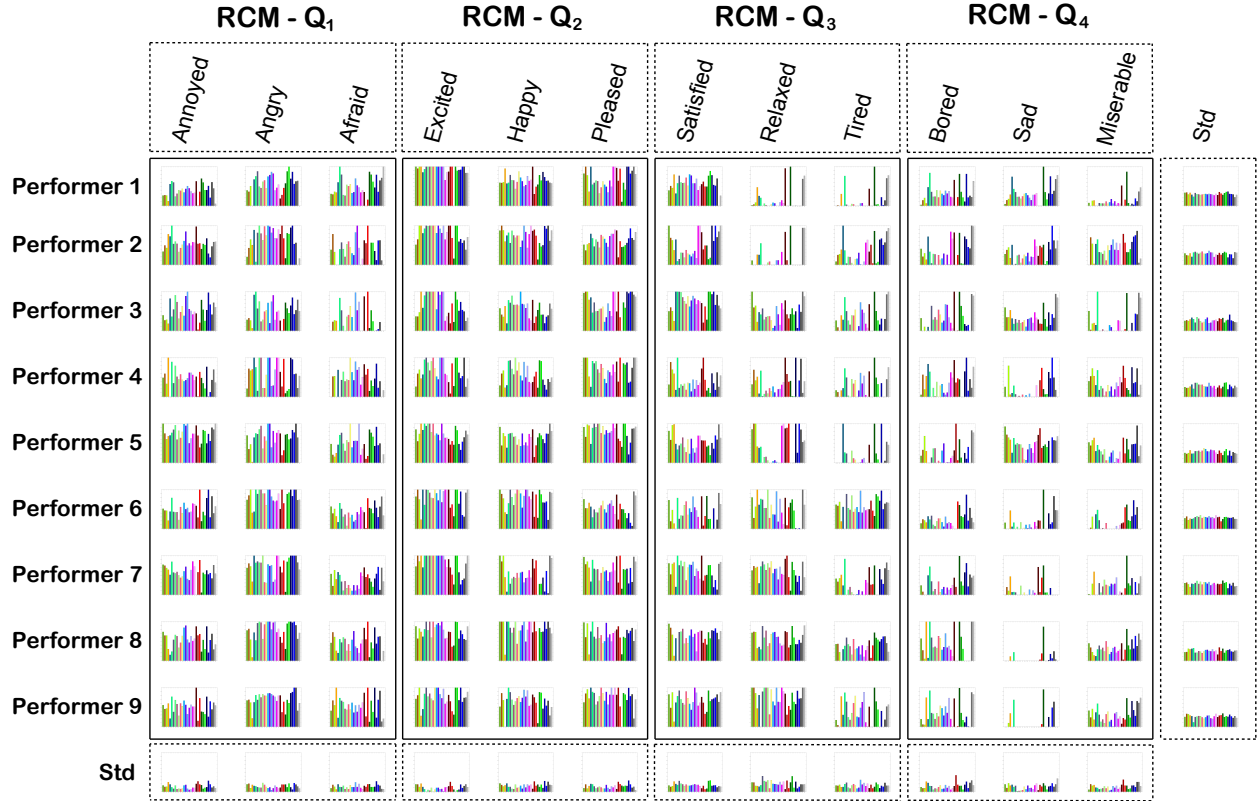 RCM - Q₁ RCM - Q₂ RCM - Q₃ RCM - Q₄
Annoyed Angry Afraid Excited Happy Pleased Satisfied Relaxed Tired Bored Sad Miserable Std
Performer 1
Performer 2
Performer 3
Performer 4
Performer 5
Performer 6
Performer 7
Performer 8
Performer 9
Std